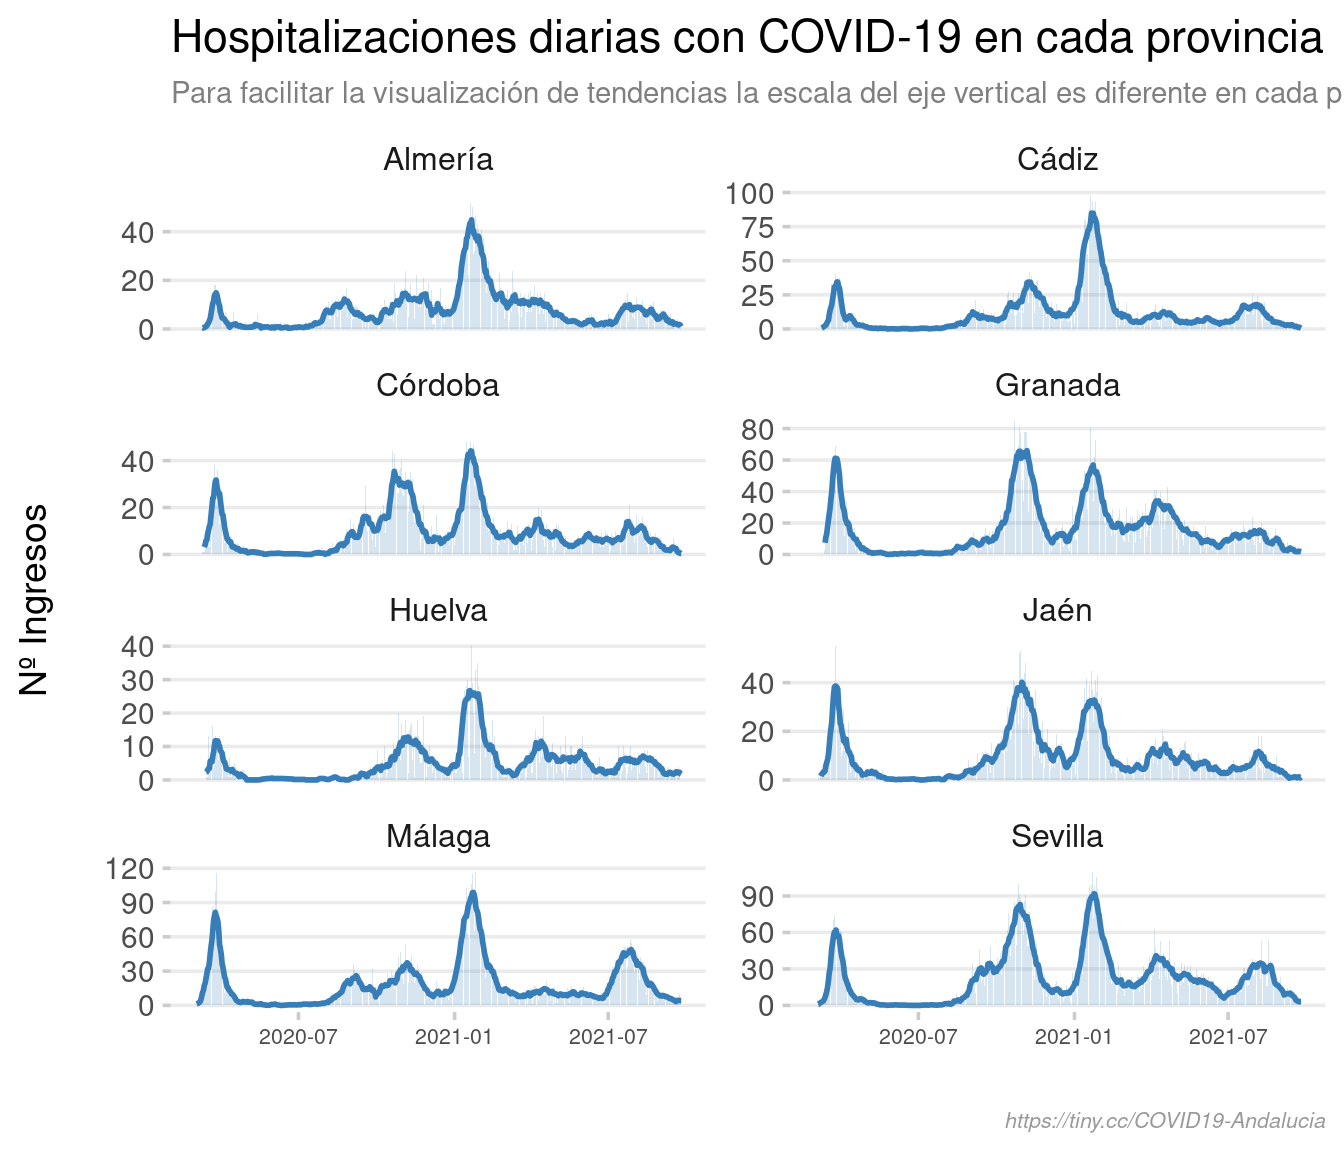 Hospitalizaciones diarias con COVID-19 en cada provincia
Para facilitar la visualización de tendencias la escala del eje vertical es diferente en cada p
Nº Ingresos
Almería
40
20
0
Cádiz
100
75
50
25
0
Córdoba
40
20
0
Granada
80
60
40
20
0
Huelva
40
30
20
10
0
Jaén
40
20
0
Málaga
120
90
60
30
0
2020-07 2021-01 2021-07
Sevilla
90
60
30
0
2020-07 2021-01 2021-07
https://tiny.cc/COVID19-Andalucia